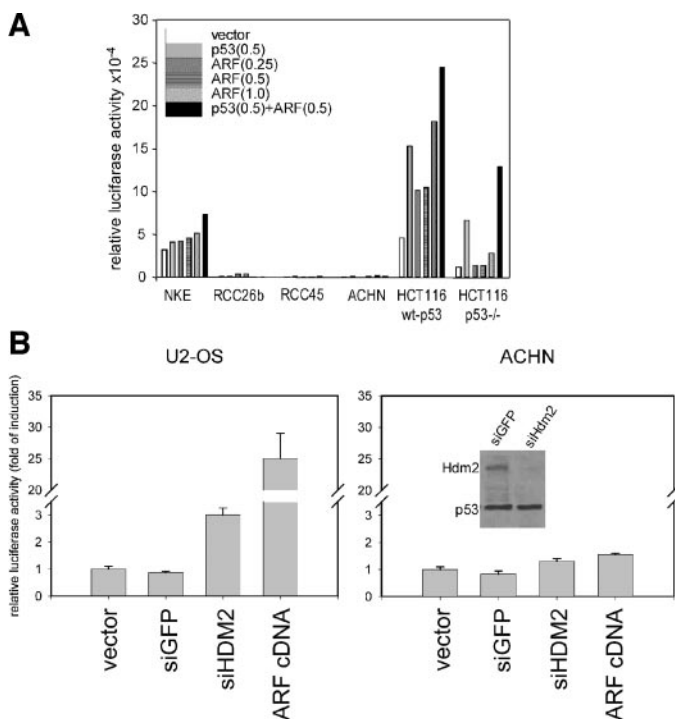 A
relative lucifarase activity x10-4
30
25
20
15
10
5
0
vector
p53(0.5)
ARF(0.25)
ARF(0.5)
ARF(1.0)
p53(0.5)+ARF(0.5)
NKE
RCC26b
RCC45
ACHN
HCT116
wt-p53
HCT116
p53-/-
B
U2-OS
relative luciferase activity (fold of induction)
35
30
25
20
3
2
1
0
vector
siGFP
siHDM2
ARF cDNA
ACHN
35
30
25
20
3
2
1
0
siGFP
siHdm2
Hdm2
p53
vector
siGFP
siHDM2
ARF cDNA